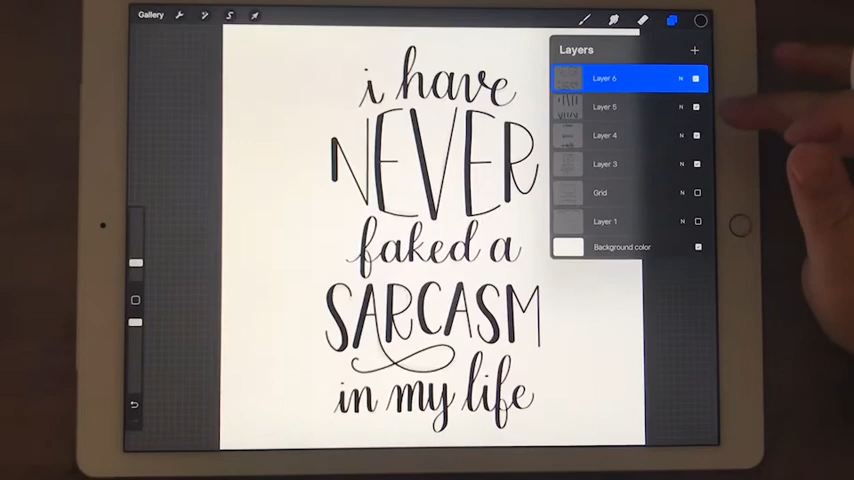 Gallery
Layers
i have
NEVER
faked a
SARCASM
in my life
Layer 6 N
Layer 5 N
Layer 4 N
Layer 3 N
Grid N
Layer 1 N
Background color